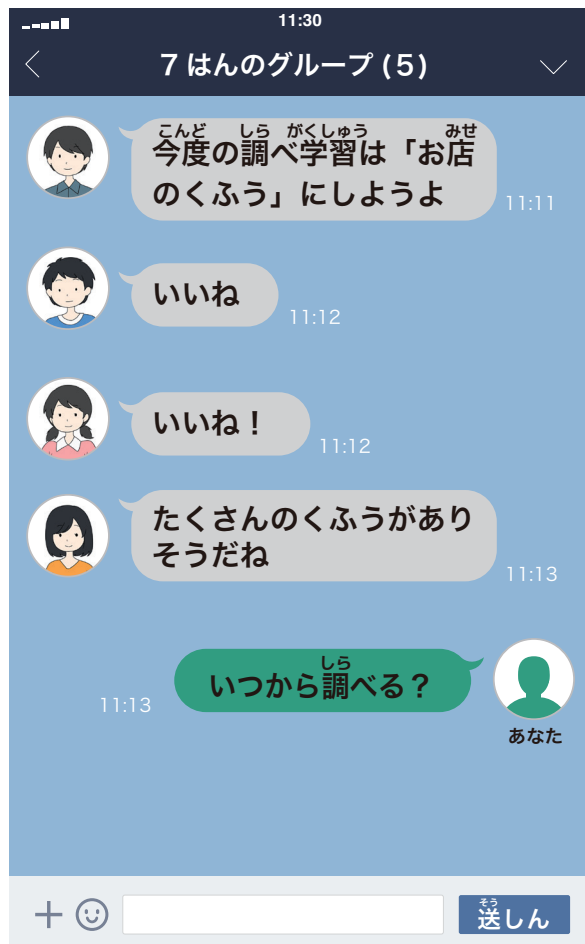 11:30
7はんのグループ(5)
今度の調べ学習は「お店
こんど しら がくしゅう みせ
のくふう」にしようよ
11:11
いいね
11:12
いいね！
11:12
たくさんのくふうがあり
そうだね
11:13
いつから調べる？
しら
11:13
あなた
送しん
そう